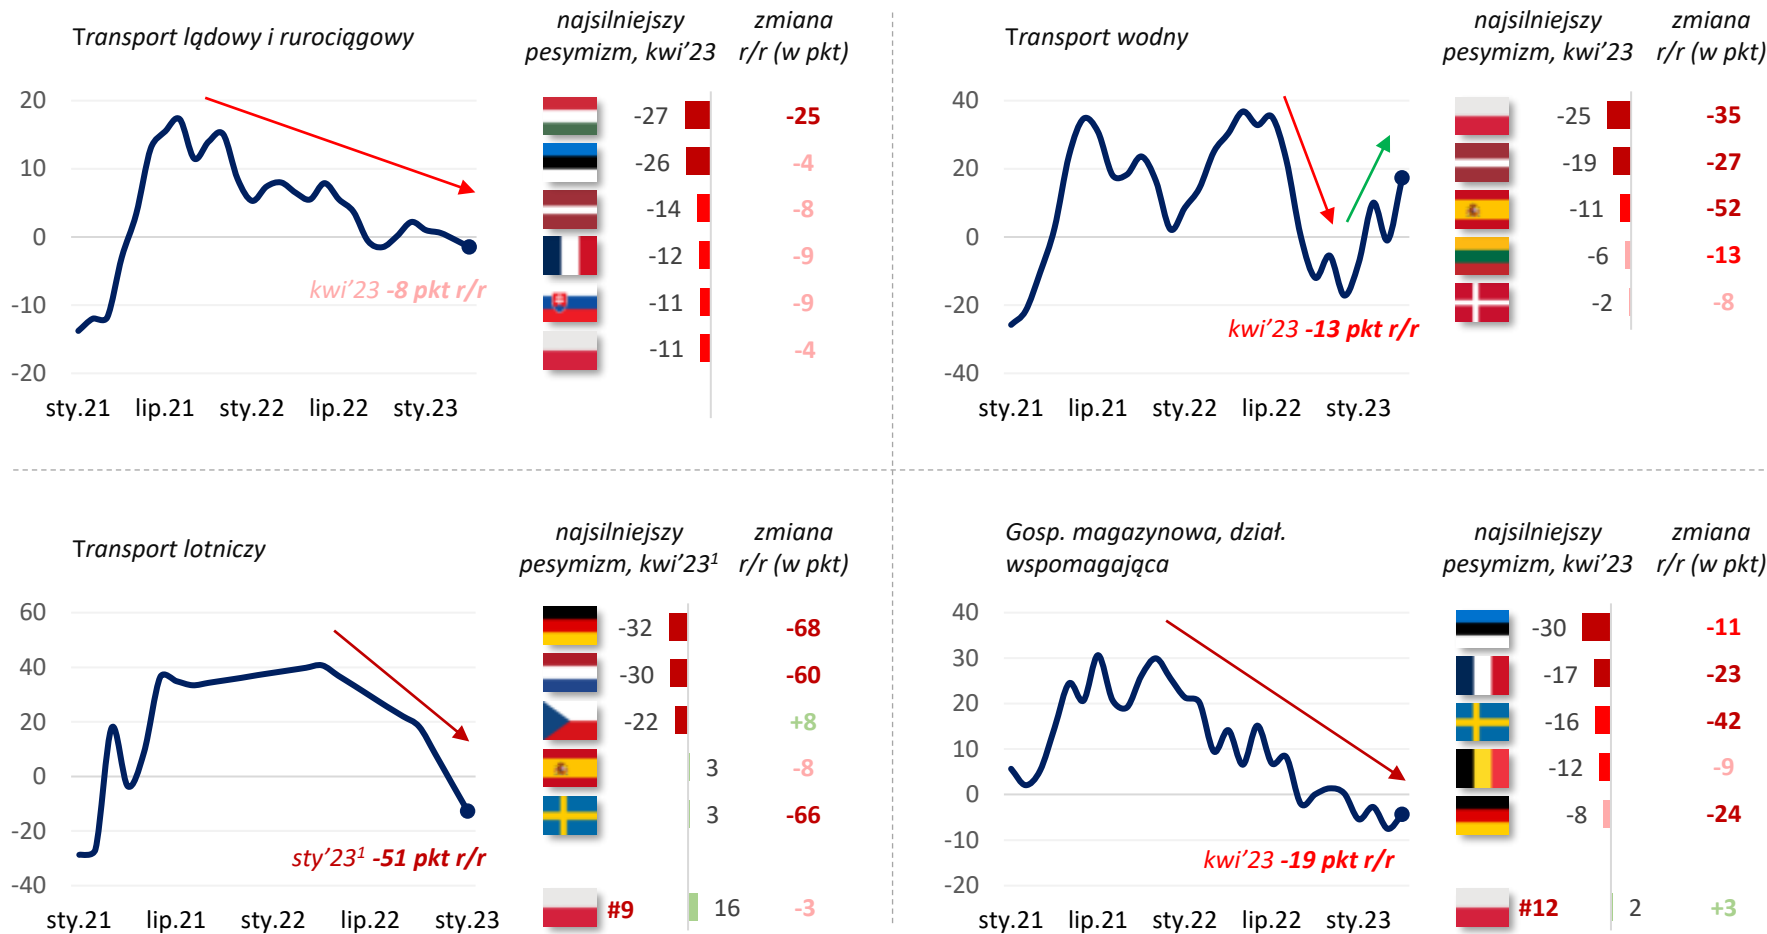 Transport lądowy i rurociągowy
najsilniejszy
pesymizm, kwi’23
zmiana
r/r (w pkt)
20
10
0
-10
-20
sty.21
lip.21
sty.22
lip.22
sty.23
kwi’23 -8 pkt r/r
-27
-25
-26
-4
-14
-8
-12
-9
-11
-9
-11
-4
Transport wodny
najsilniejszy
pesymizm, kwi’23
zmiana
r/r (w pkt)
40
20
0
-20
-40
sty.21
lip.21
sty.22
lip.22
sty.23
kwi’23 -13 pkt r/r
-25
-35
-19
-27
-11
-52
-6
-13
-2
-8
Transport lotniczy
najsilniejszy
pesymizm, kwi’23¹
zmiana
r/r (w pkt)
60
40
20
0
-20
-40
sty.21
lip.21
sty.22
lip.22
sty.23
sty’23¹ -51 pkt r/r
-32
-68
-30
-60
-22
+8
3
-8
3
-66
#9
16
-3
Gosp. magazynowa, dział.
wspomagająca
najsilniejszy
pesymizm, kwi’23
zmiana
r/r (w pkt)
40
30
20
10
0
-10
-20
sty.21
lip.21
sty.22
lip.22
sty.23
kwi’23 -19 pkt r/r
-30
-11
-17
-23
-16
-42
-12
-9
-8
-24
#12
2
+3